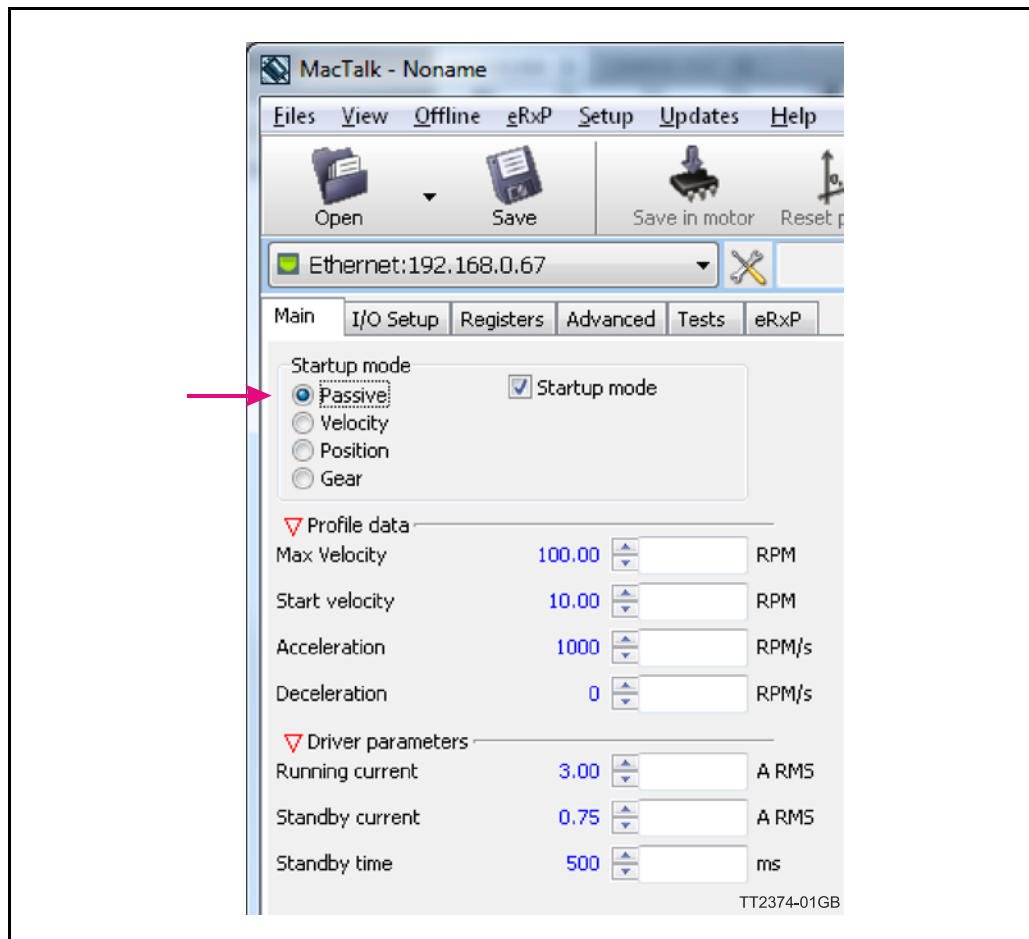 MacTalk - Noname
Files View Offline eRxP Setup Updates Help
Open Save Save in motor Reset
Ethernet:192.168.0.67
Main I/O Setup Registers Advanced Tests eRxP
Startup mode
Passive Startup mode
Velocity
Position
Gear
Profile data
Max Velocity 100.00 RPM
Start velocity 10.00 RPM
Acceleration 1000 RPM/s
Deceleration 0 RPM/s
Driver parameters
Running current 3.00 A RMS
Standby current 0.75 A RMS
Standby time 500 ms
TT2374-01GB